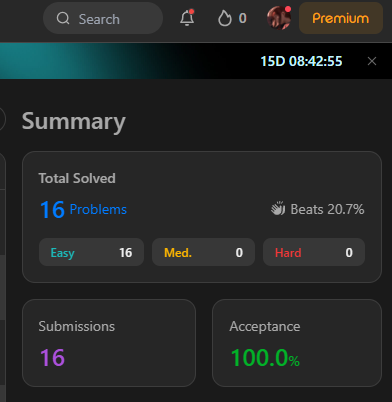 Search 0 Premium
15D 08:42:55
Summary
Total Solved
16 Problems
Beats 20.7%
Easy 16 Med. 0 Hard 0
Submissions Acceptance
16 100.0%